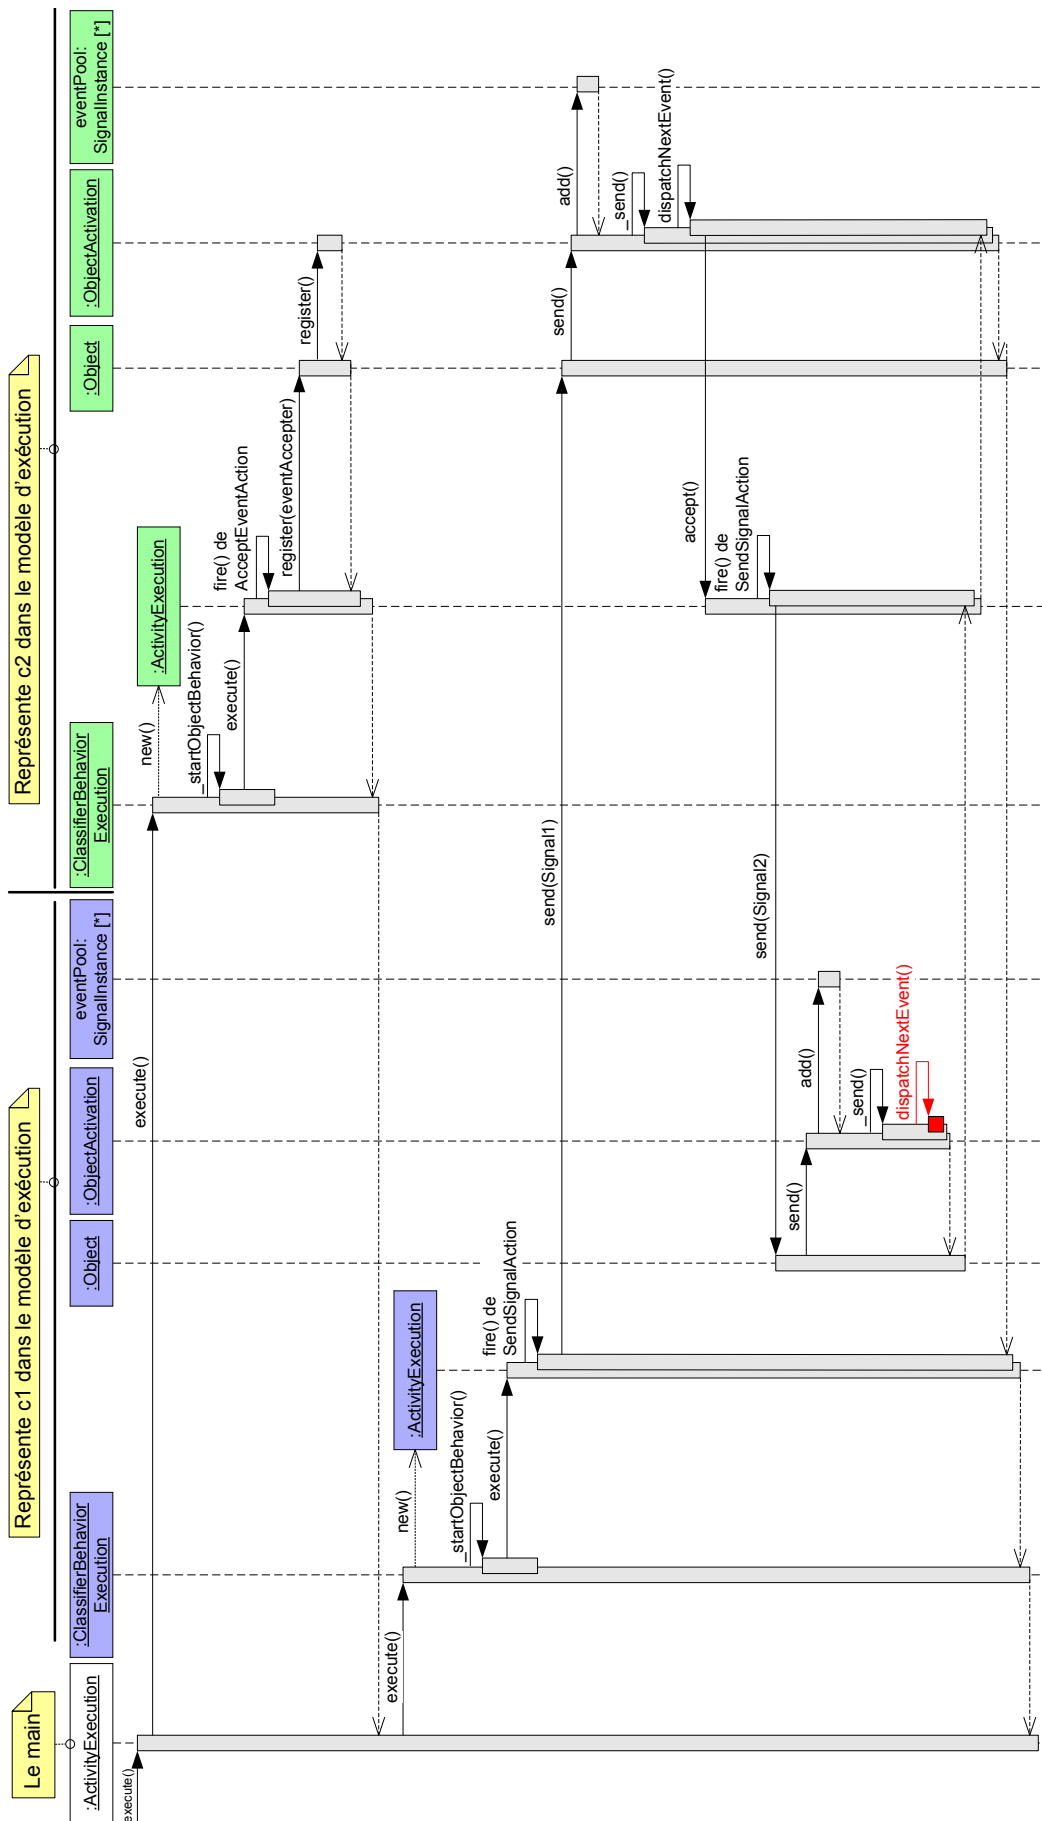 Le main
Représente c1 dans le modèle d'exécution
Représente c2 dans le modèle d'exécution
:ActivityExecution
:ClassifierBehavior
Execution
:Object
:ObjectActivation
eventPool:
SignalInstance [*]
:ClassifierBehavior
Execution
:Object
:ObjectActivation
eventPool:
SignalInstance [*]
execute()
execute()
new()
:ActivityExecution
_startObjectBehavior()
execute()
fire() de
AcceptEventAction
register(eventAccepter)
register()
execute()
new()
:ActivityExecution
_startObjectBehavior()
execute()
fire() de
SendSignalAction
send(Signal1)
send()
add()
_send()
dispatchNextEvent()
accept()
fire() de
SendSignalAction
send(Signal2)
send()
add()
_send()
dispatchNextEvent()